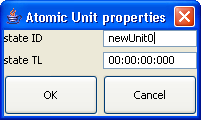 Atomic Unit properties
state ID newUnit0
state TL 00:00:00:000
OK Cancel